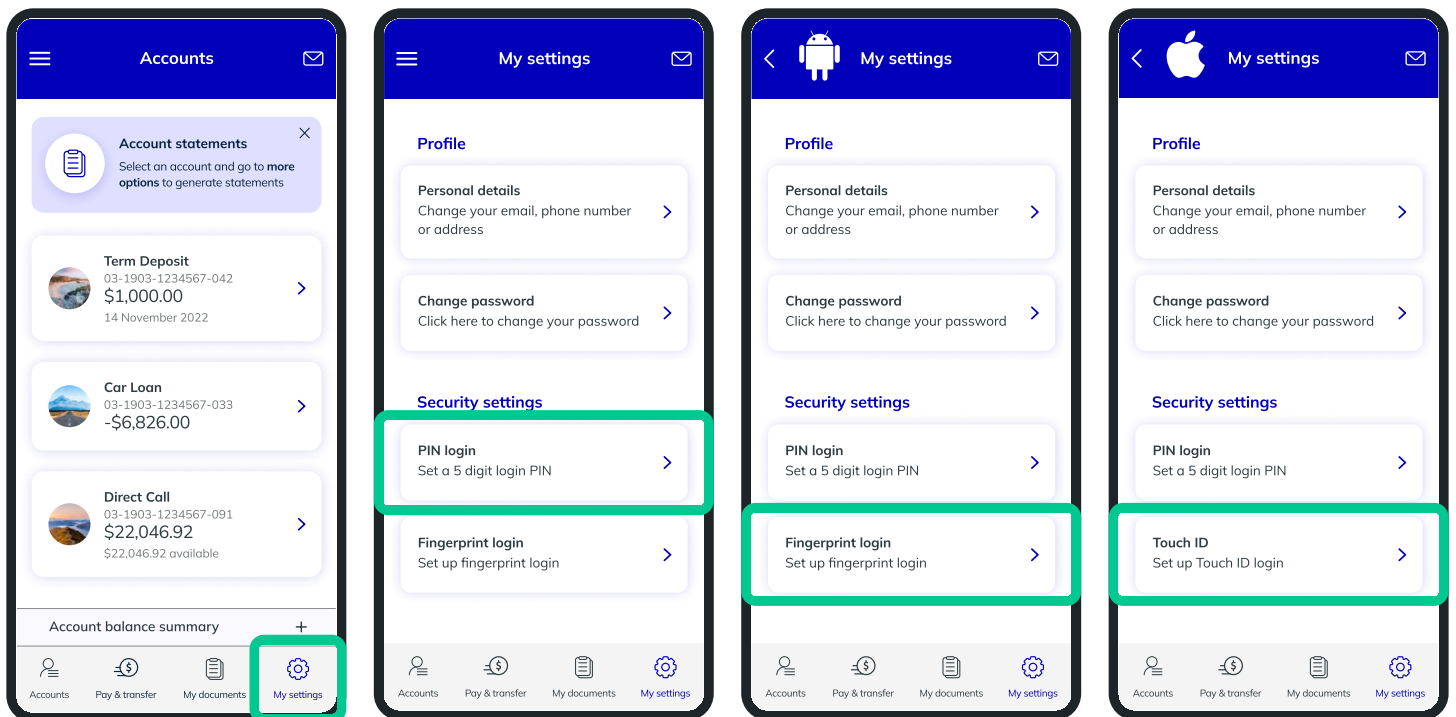 Accounts
Account statements
Select an account and go to more
options to generate statements
Term Deposit
03-1903-1234567-042
$1,000.00
14 November 2022
Car Loan
03-1903-1234567-033
-$6,826.00
Direct Call
03-1903-1234567-091
$22,046.92
$22,046.92 available
Account balance summary +
Accounts Pay & transfer My documents My settings
My settings
Profile
Personal details
Change your email, phone number
or address
Change password
Click here to change your password
Security settings
PIN login
Set a 5 digit login PIN
Fingerprint login
Set up fingerprint login
Accounts Pay & transfer My documents My settings
My settings
Profile
Personal details
Change your email, phone number
or address
Change password
Click here to change your password
Security settings
PIN login
Set a 5 digit login PIN
Fingerprint login
Set up fingerprint login
Accounts Pay & transfer My documents My settings
My settings
Profile
Personal details
Change your email, phone number
or address
Change password
Click here to change your password
Security settings
PIN login
Set a 5 digit login PIN
Touch ID
Set up Touch ID login
Accounts Pay & transfer My documents My settings